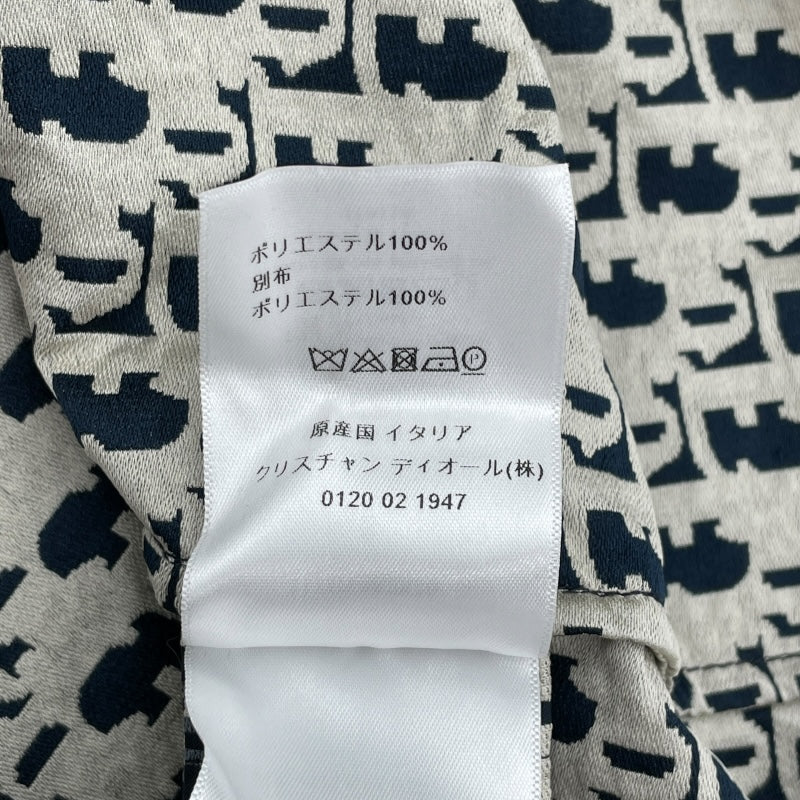 ポリエステル100%
別布
ポリエステル100%
P
原産国 イタリア
クリスチャン ディオール(株)
0120 02 1947